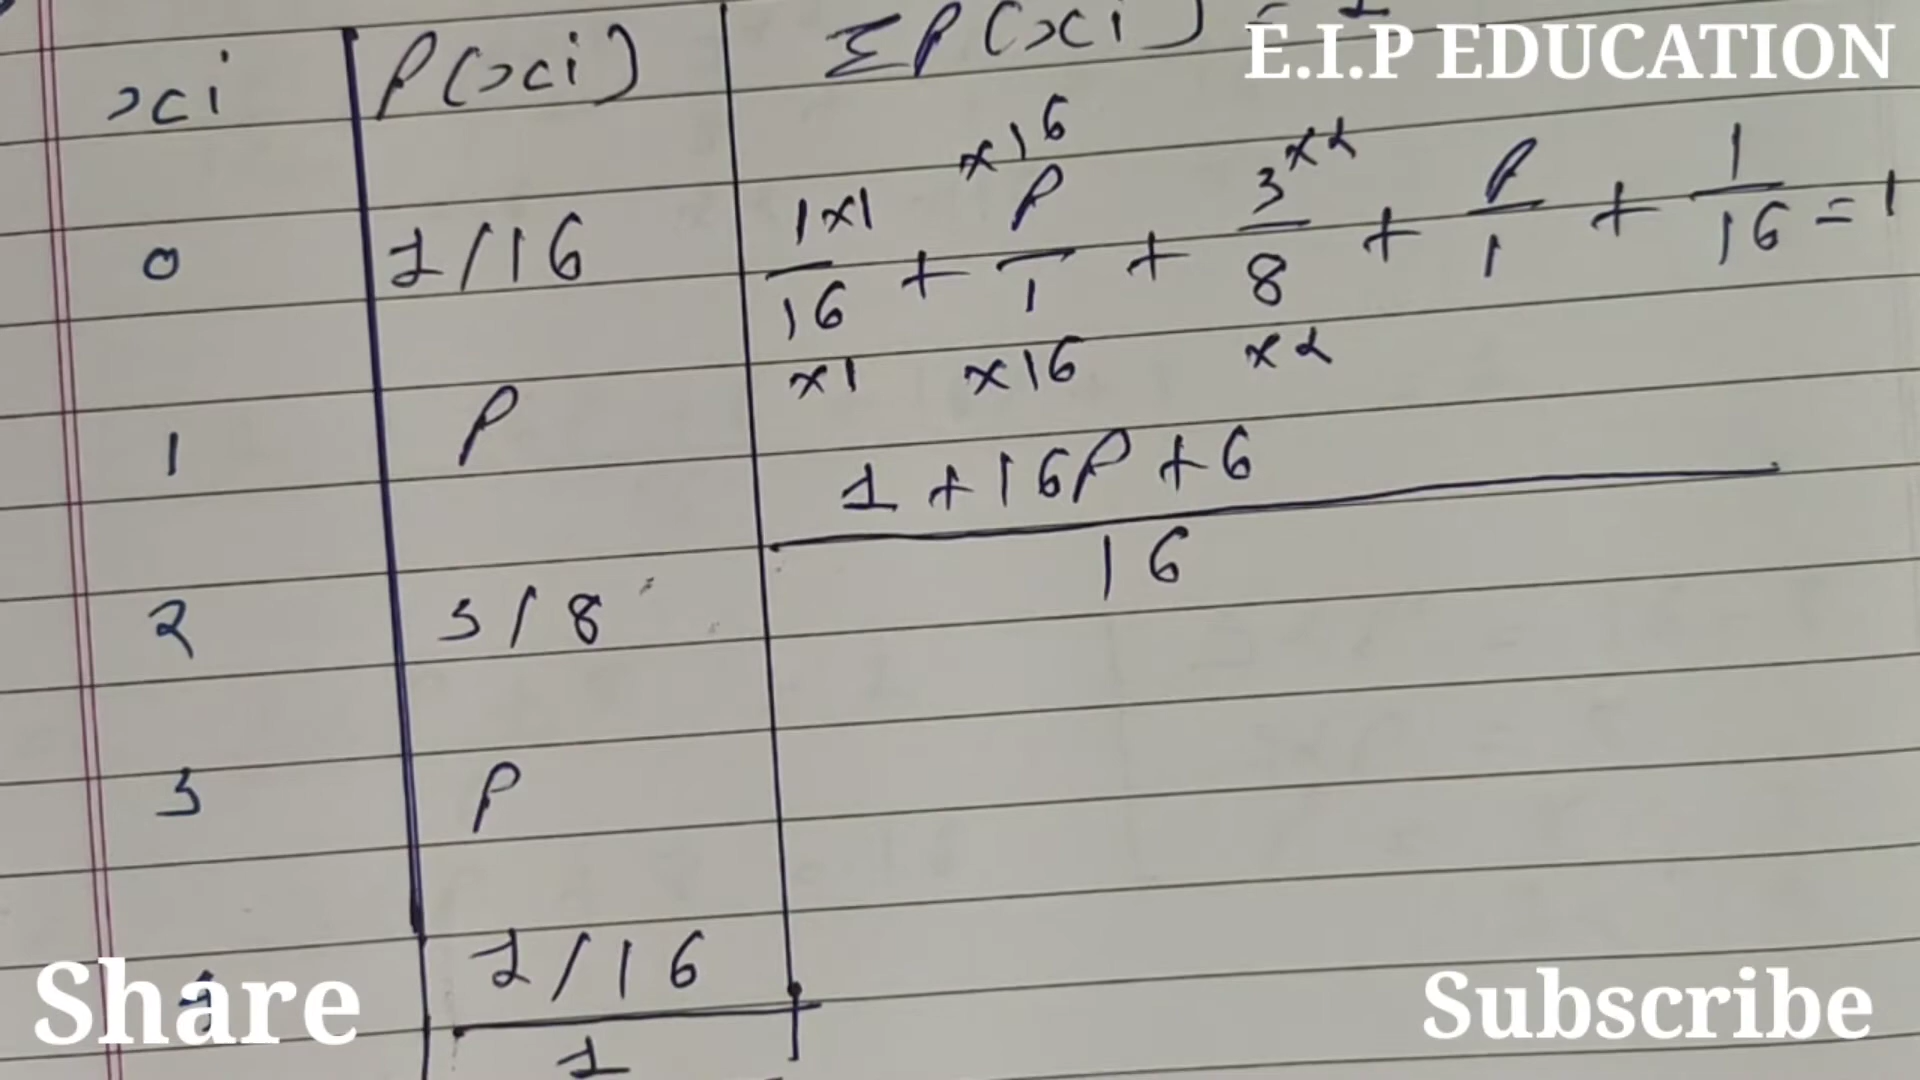 xi P(xi) ΣP(xi) = 1
E.I.P EDUCATION
×16
0 1/16 1×1/16 + P/1 + 3×2/8 + P/1 + 1/16 = 1
×1 ×16 ×2
1 P 1 + 16P + 6
16
2 3/8
3 P
1/16
Share
Subscribe
1